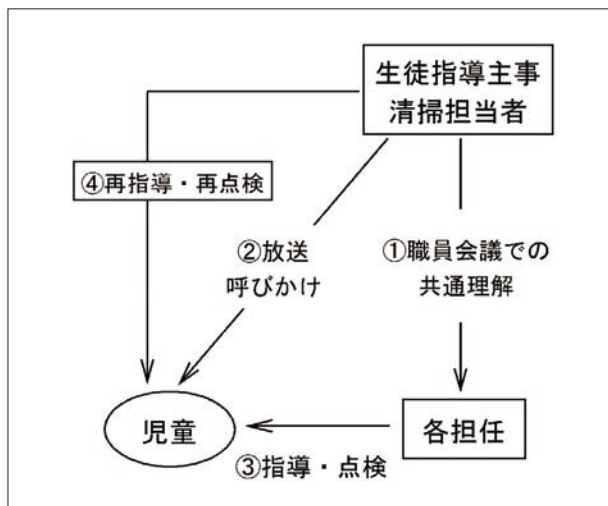 生徒指導主事
清掃担当者
④再指導・再点検
②放送
呼びかけ
①職員会議での
共通理解
児童
各担任
③指導・点検